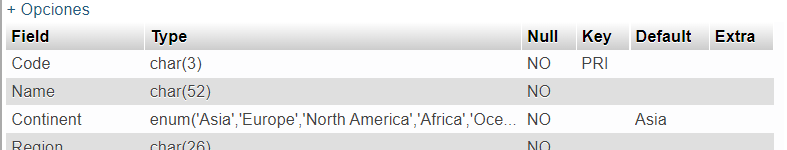 + Opciones
Field Type Null Key Default Extra
Code char(3) NO PRI
Name char(52) NO
Continent enum('Asia','Europe','North America','Africa','Oce... NO Asia
Region char(26) NO